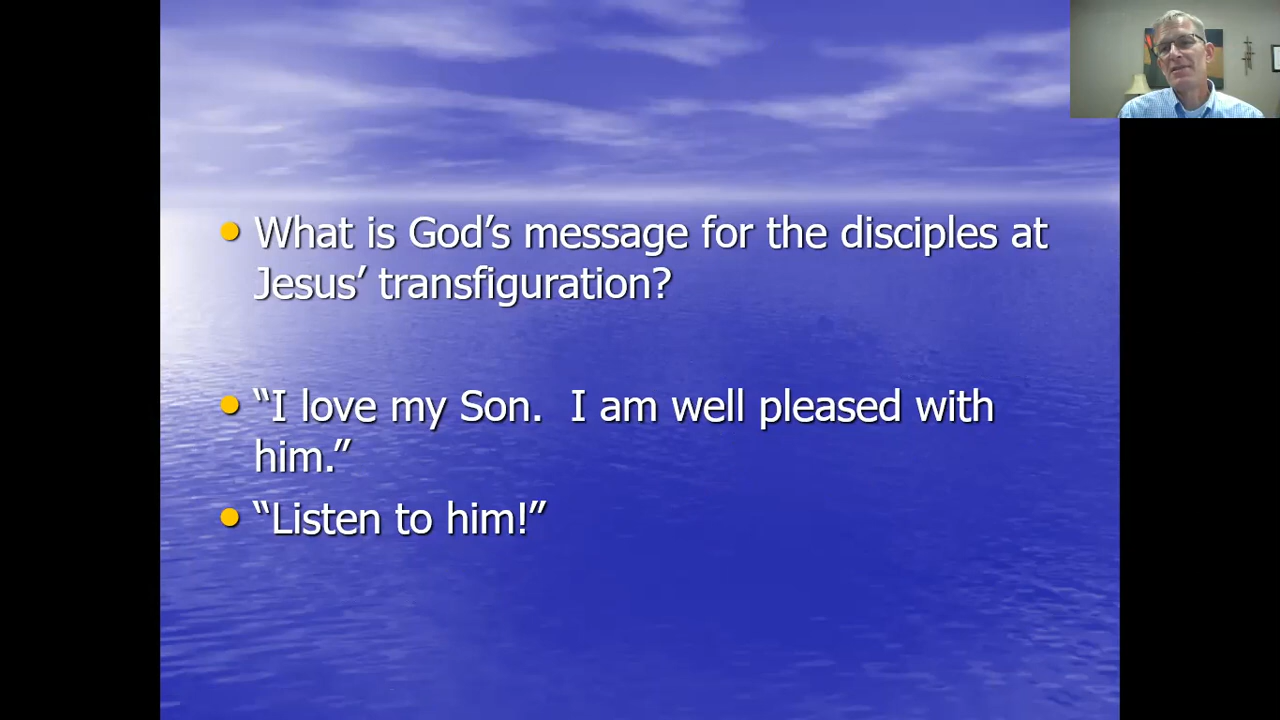 • What is God’s message for the disciples at
Jesus’ transfiguration?
• “I love my Son.  I am well pleased with
him.”
• “Listen to him!”